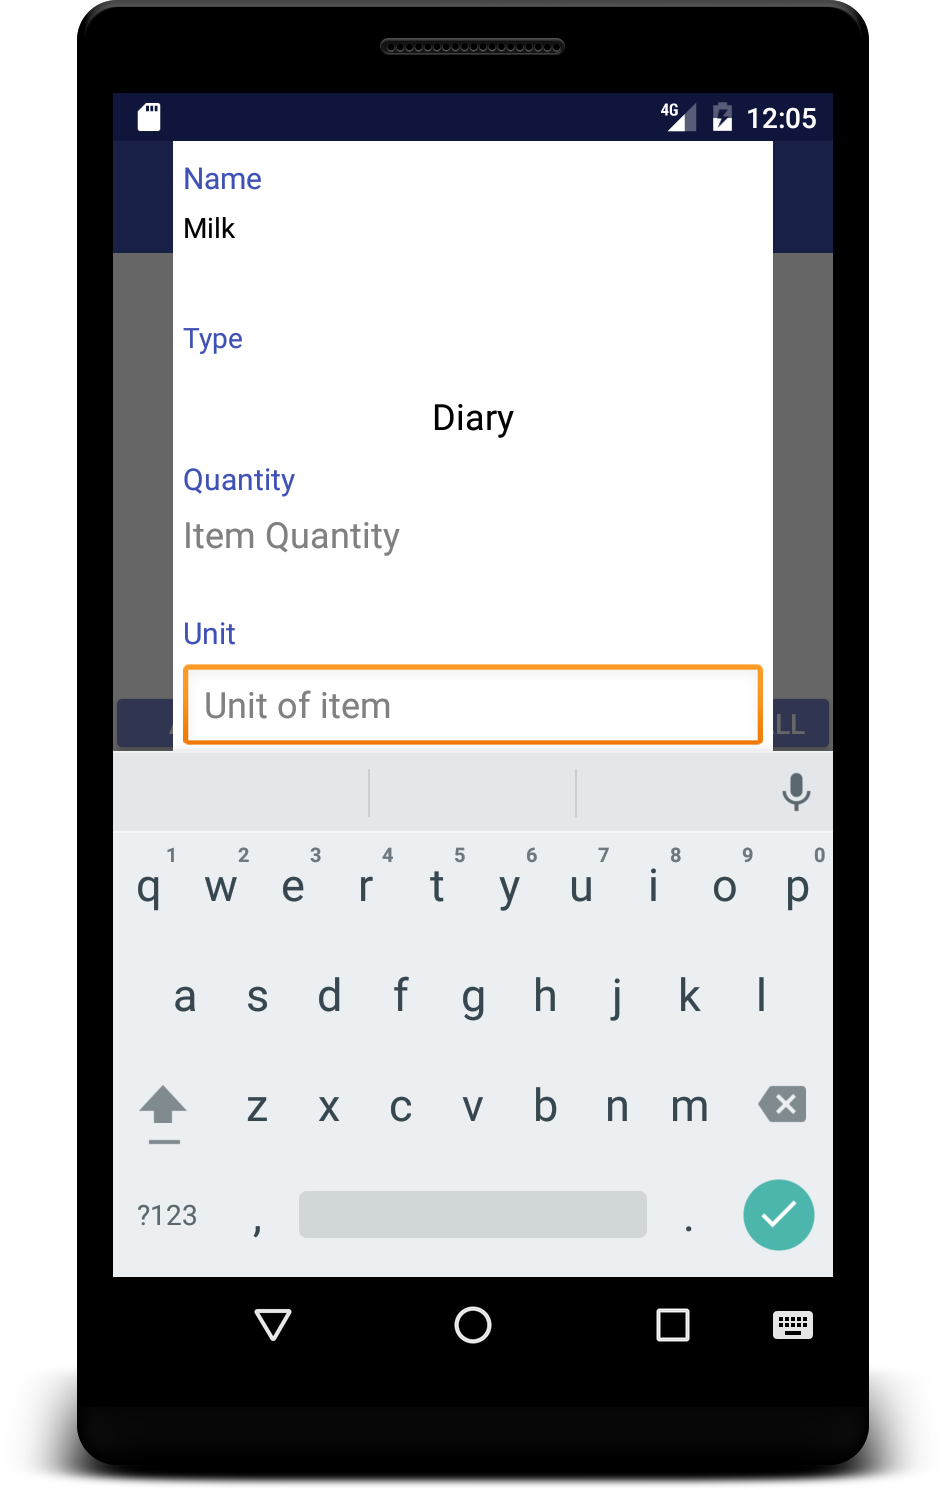 4G 12:05
Name
Milk
Type
Diary
Quantity
Item Quantity
Unit
Unit of item
LL
1 2 3 4 5 6 7 8 9 0
q w e r t y u i o p
a s d f g h j k l
z x c v b n m
?123 , .